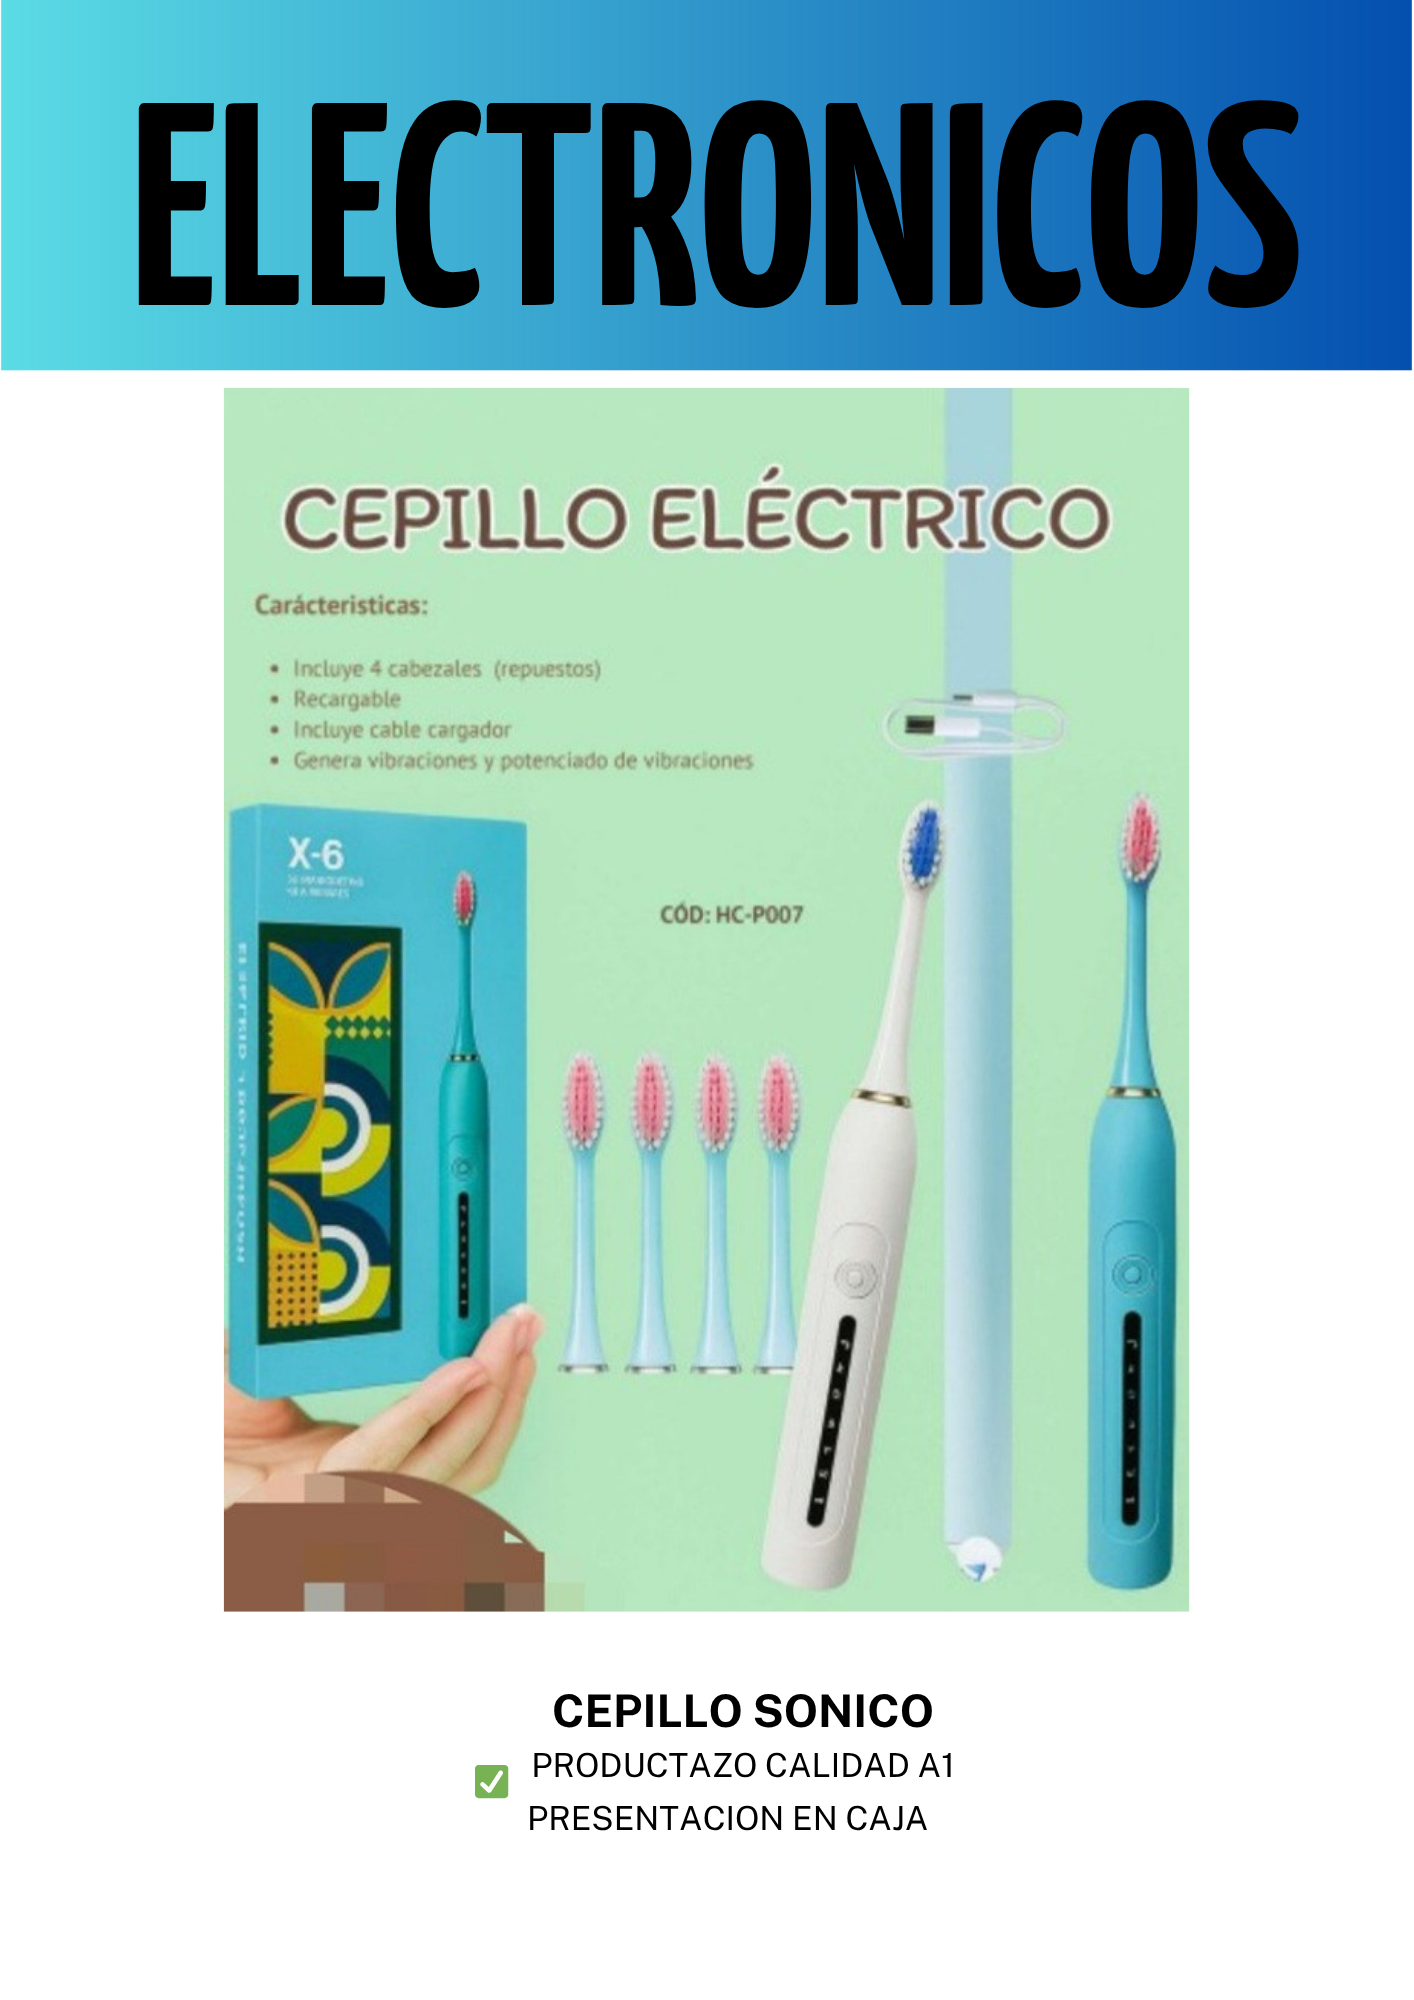 ELECTRONICOS
CEPILLO ELÉCTRICO
Carácteristicas:
• Incluye 4 cabezales (repuestos)
• Recargable
• Incluye cable cargador
• Genera vibraciones y potenciado de vibraciones
X-6
CÓD: HC-P007
CEPILLO SONICO
✅ PRODUCTAZO CALIDAD A1
PRESENTACION EN CAJA